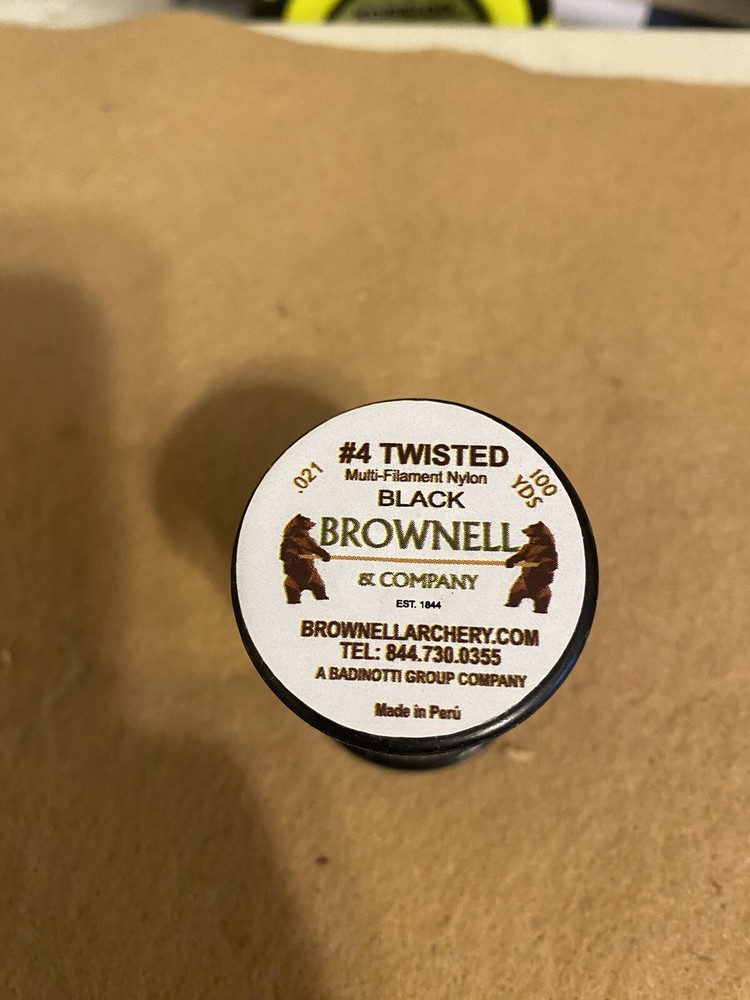 #4 TWISTED
.021
Multi-Filament Nylon
100
YDS
BLACK
BROWNELL
& COMPANY
EST. 1844
BROWNELLARCHERY.COM
TEL: 844.730.0355
A BADINOTTI GROUP COMPANY
Made in Perú